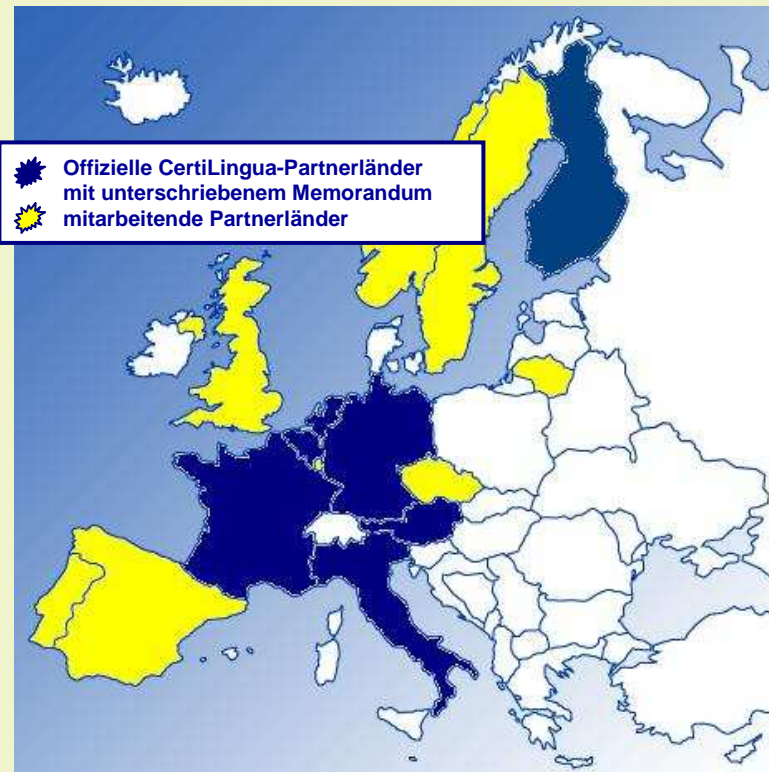 Offizielle CertiLingua-Partnerländer
mit unterschriebenem Memorandum
mitarbeitende Partnerländer